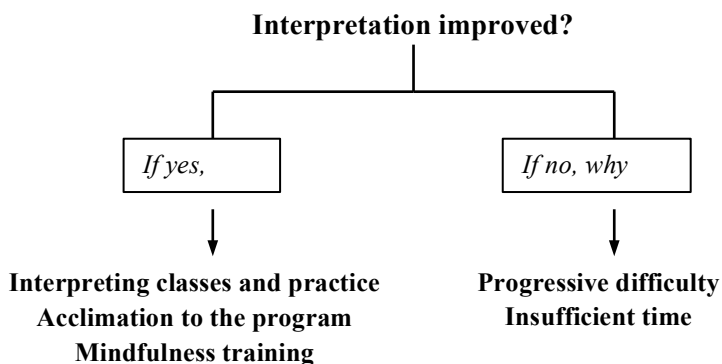 Interpretation improved?
If yes,
If no, why
Interpreting classes and practice
Acclimation to the program
Mindfulness training
Progressive difficulty
Insufficient time